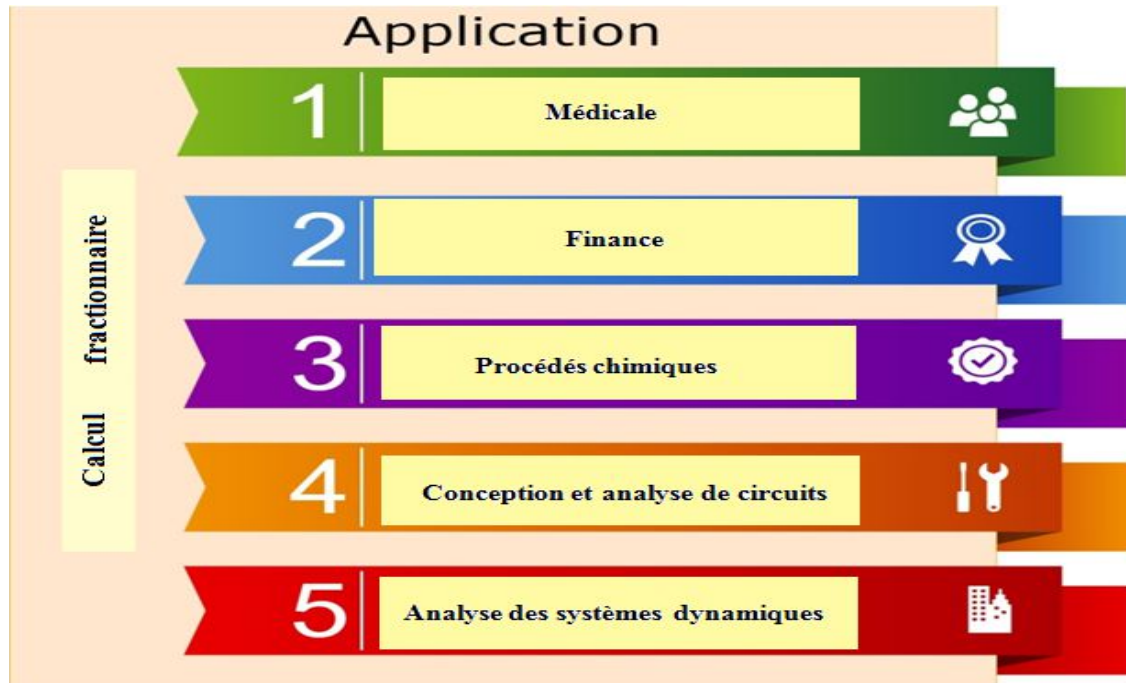 Application
Calcul fractionnaire
1 Médicale
2 Finance
3 Procédés chimiques
4 Conception et analyse de circuits
5 Analyse des systèmes dynamiques